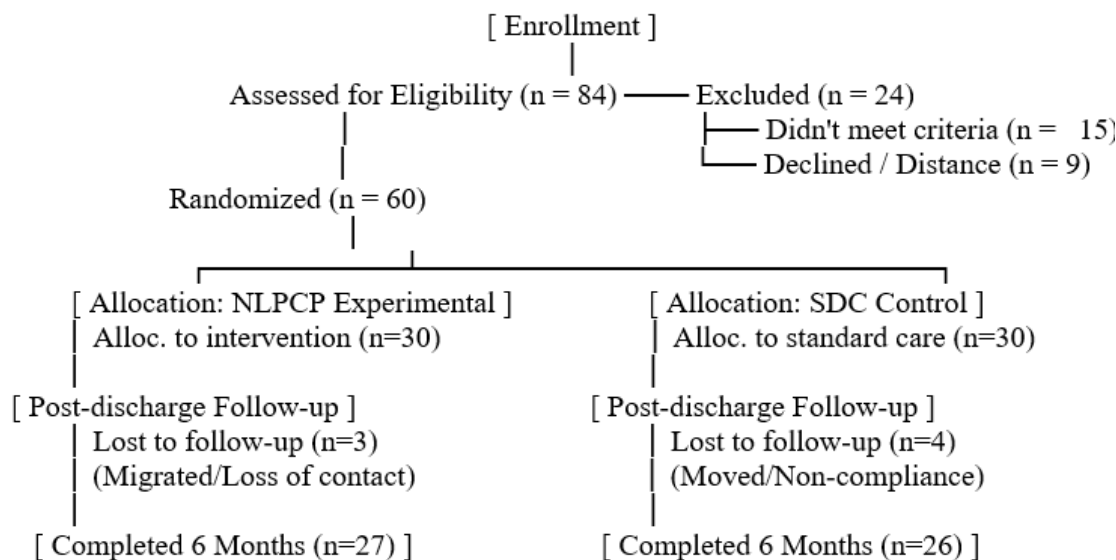 [ Enrollment ]
Assessed for Eligibility (n = 84)
Excluded (n = 24)
Didn't meet criteria (n = 15)
Declined / Distance (n = 9)
Randomized (n = 60)
[ Allocation: NLPCP Experimental ]
Alloc. to intervention (n=30)
[ Post-discharge Follow-up ]
Lost to follow-up (n=3)
(Migrated/Loss of contact)
[ Completed 6 Months (n=27) ]
[ Allocation: SDC Control ]
Alloc. to standard care (n=30)
[ Post-discharge Follow-up ]
Lost to follow-up (n=4)
(Moved/Non-compliance)
[ Completed 6 Months (n=26) ]